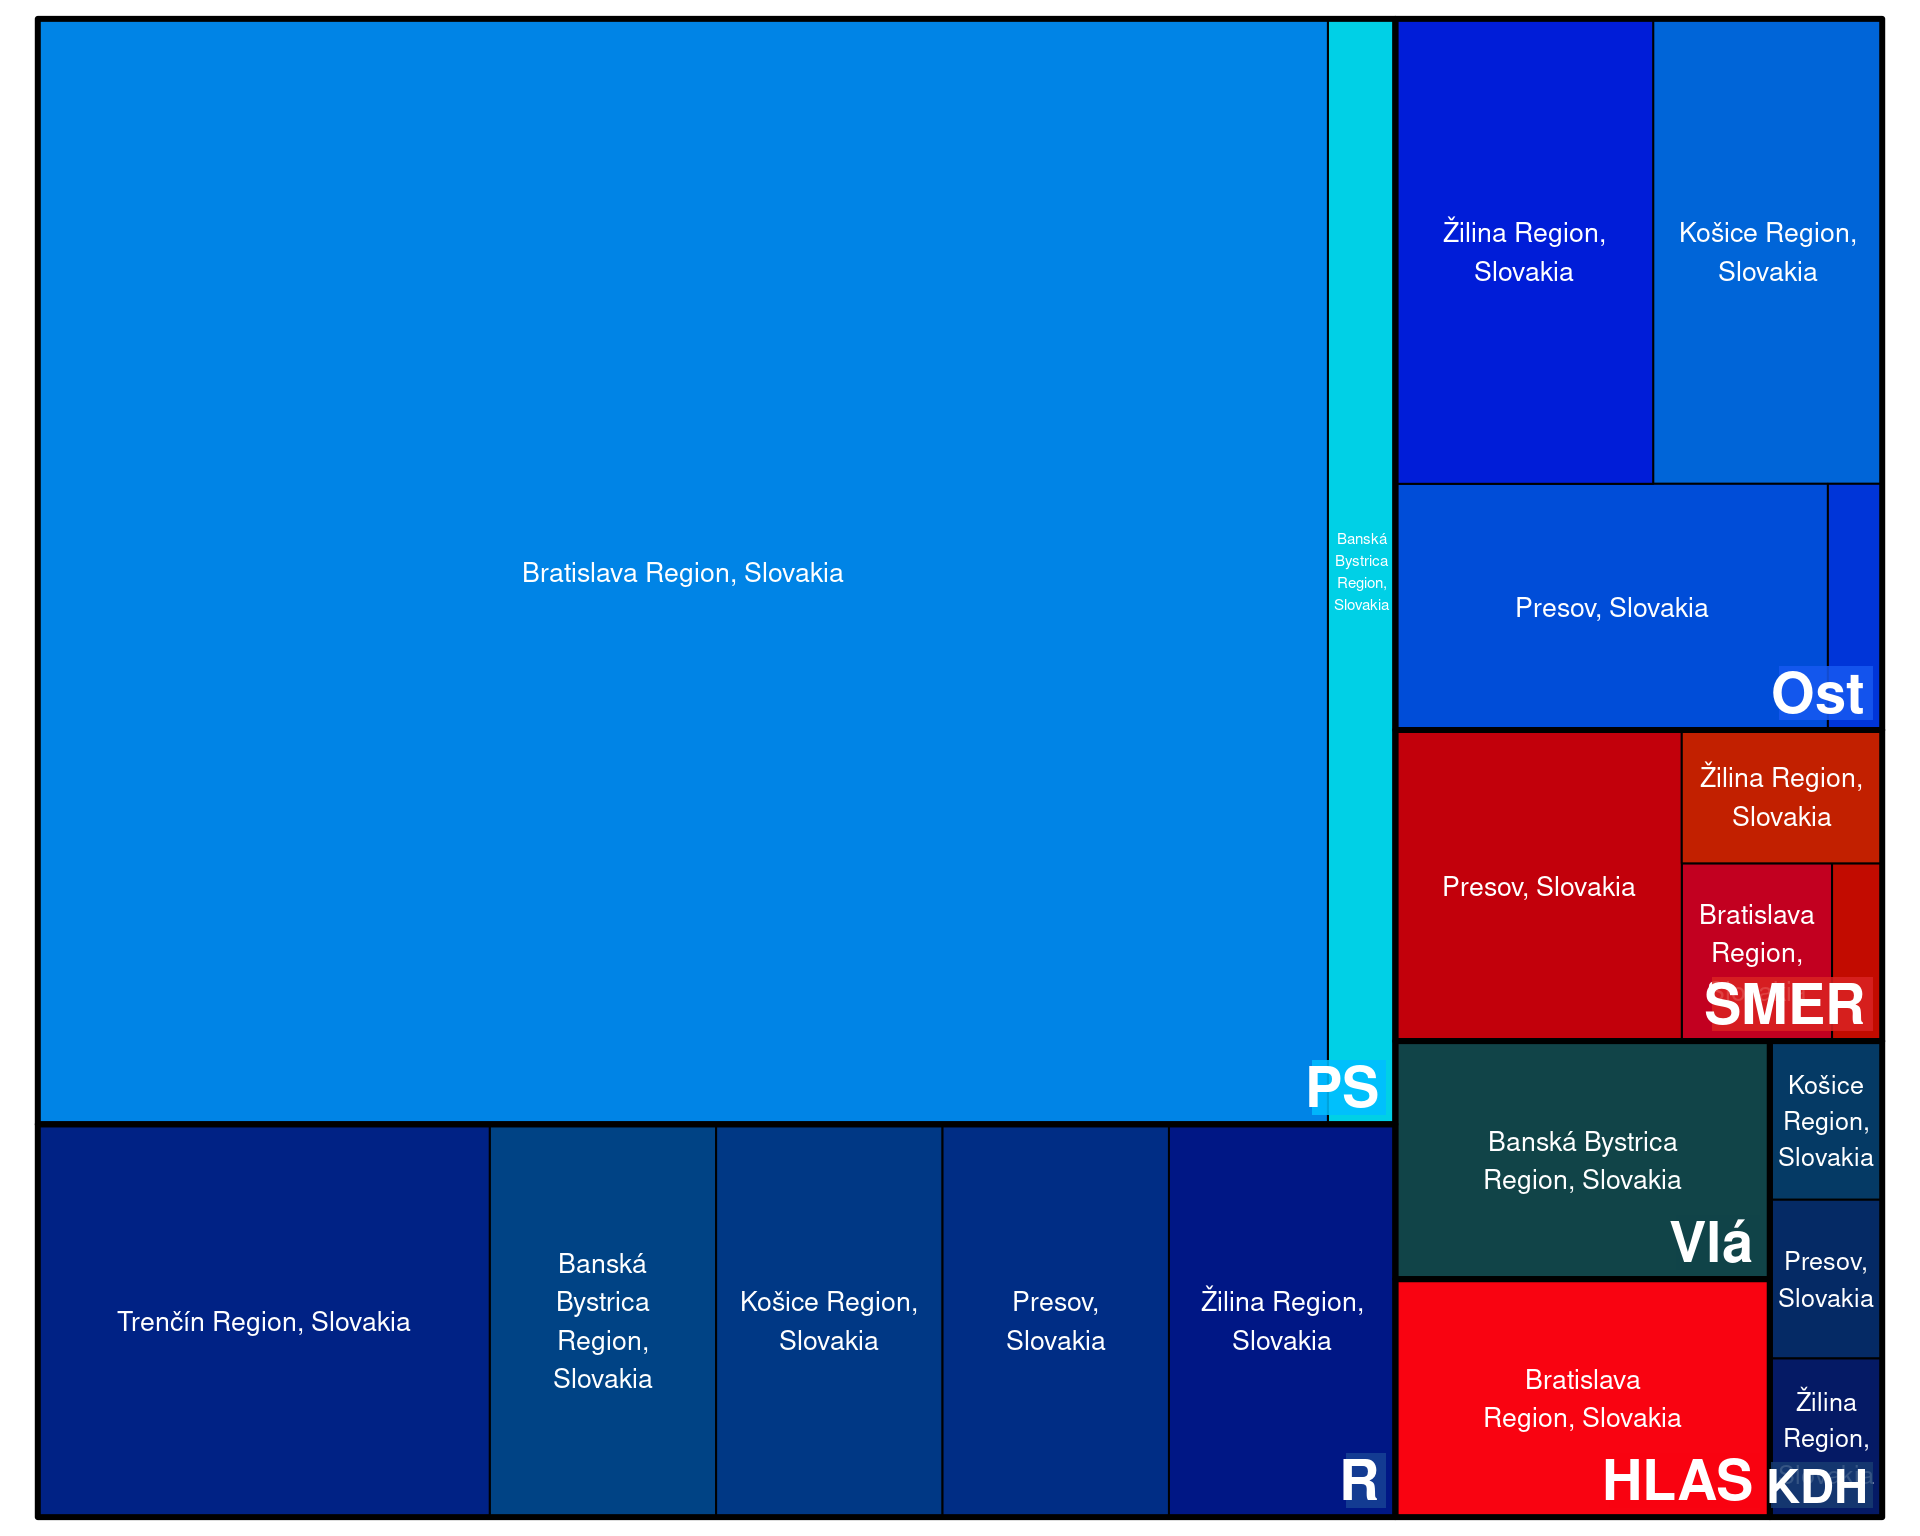 Bratislava Region, Slovakia
Banská
Bystrica
Region,
Slovakia
PS
Trenčín Region, Slovakia
Banská
Bystrica
Region,
Slovakia
Košice Region,
Slovakia
Presov,
Slovakia
Žilina Region,
Slovakia
R
Žilina Region,
Slovakia
Košice Region,
Slovakia
Presov, Slovakia
Ost
Presov, Slovakia
Žilina Region,
Slovakia
Bratislava
Region,
SMER
Banská Bystrica
Region, Slovakia
Vlá
Bratislava
Region, Slovakia
HLAS
Košice
Region,
Slovakia
Presov,
Slovakia
Žilina
Region,
Slovakia
KDH